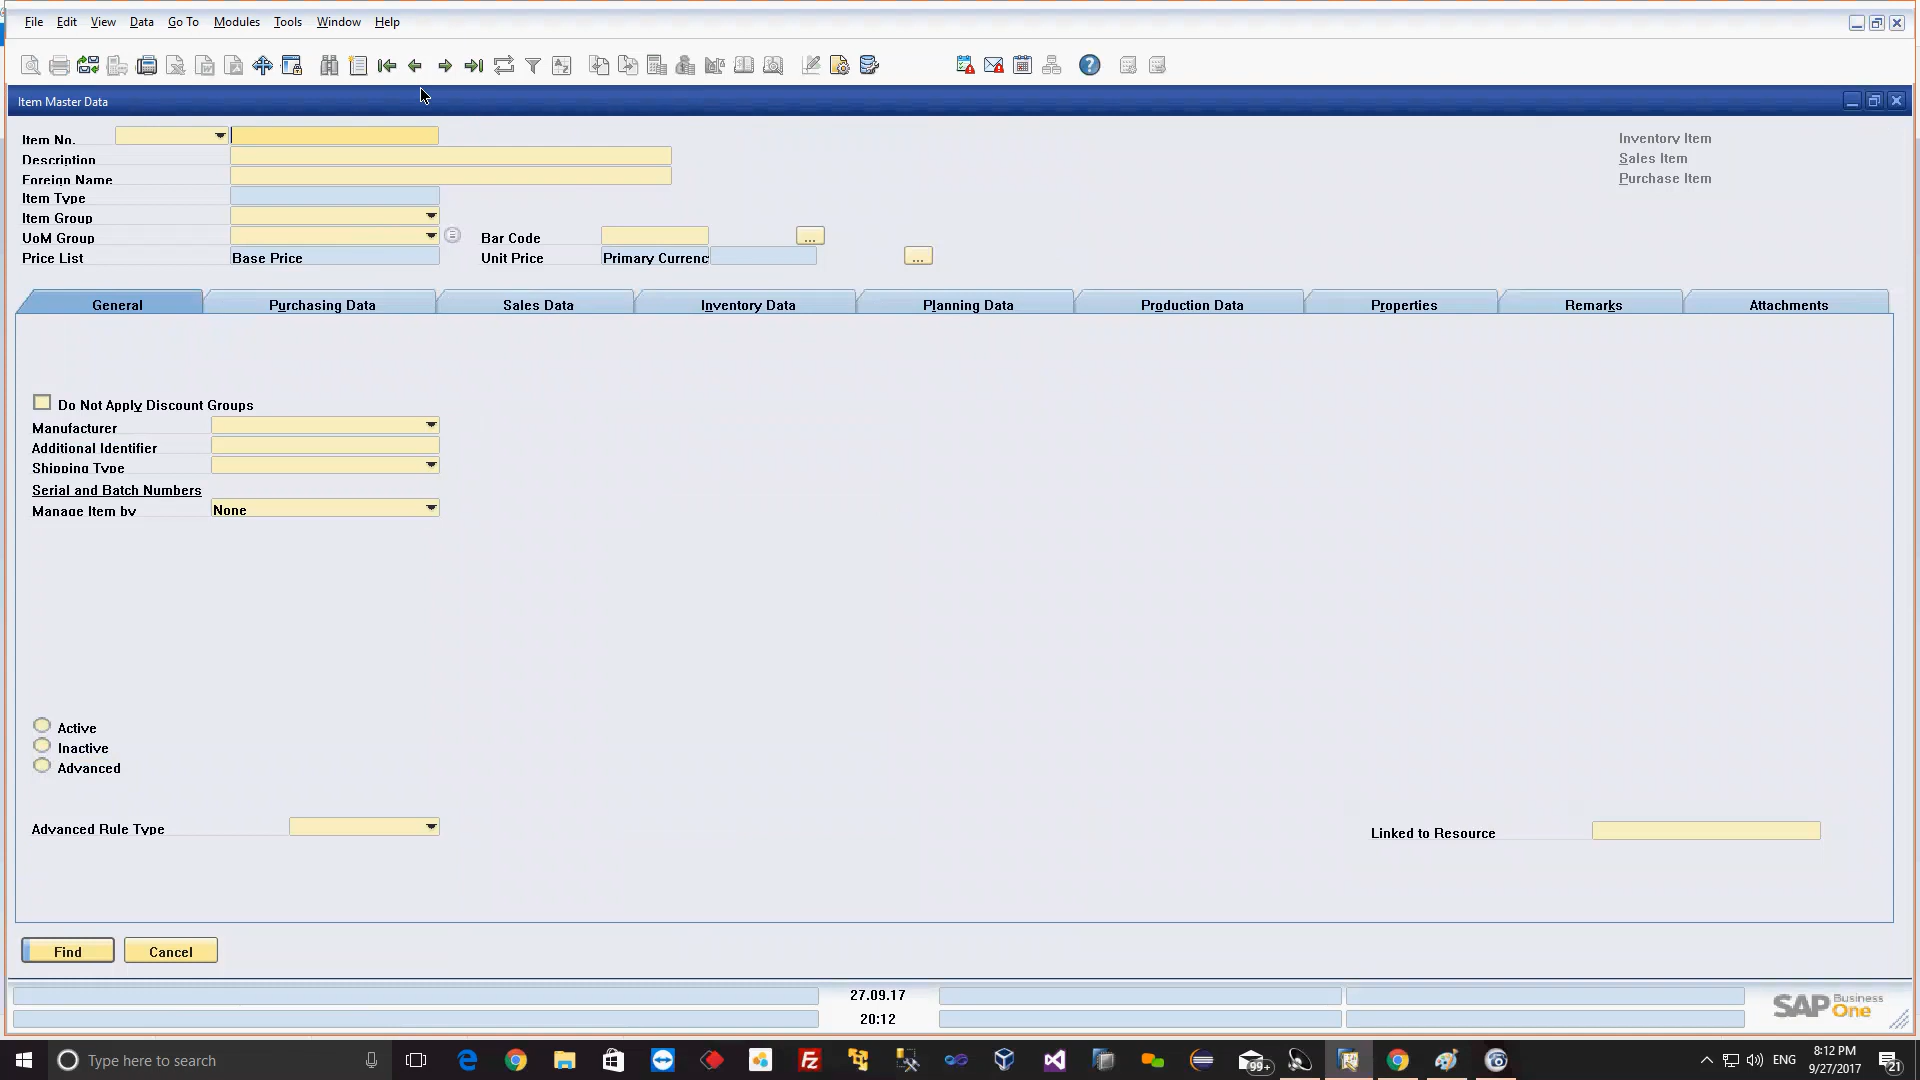 File Edit View Data Go To Modules Tools Window Help
Item Master Data
Item No.
Description
Foreign Name
Item Type
Item Group
UoM Group Bar Code ...
Price List Base Price Unit Price Primary Currenc ...
Inventory Item
Sales Item
Purchase Item
General Purchasing Data Sales Data Inventory Data Planning Data Production Data Properties Remarks Attachments
Do Not Apply Discount Groups
Manufacturer
Additional Identifier
Shipping Type
Serial and Batch Numbers
Manage Item by None
Active
Inactive
Advanced
Advanced Rule Type
Linked to Resource
Find Cancel
27.09.17
20:12
SAP Business One
Type here to search
99+
ENG
8:12 PM
9/27/2017
21